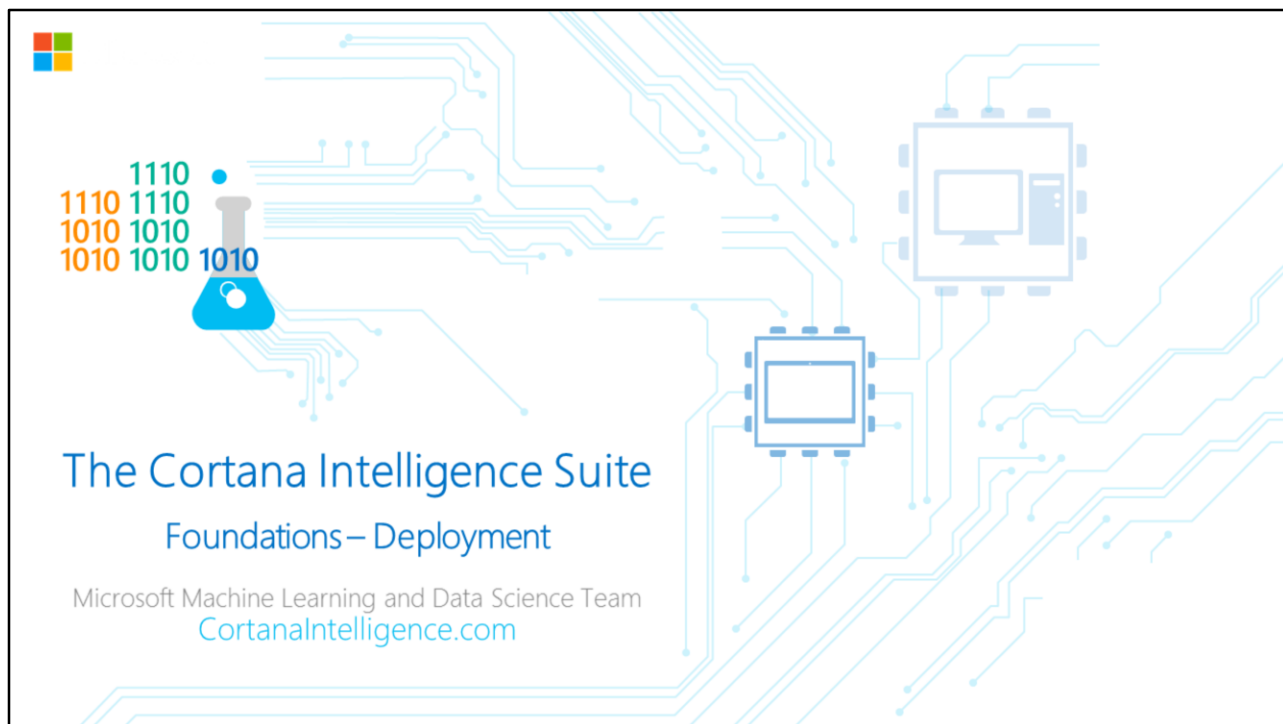 1110
1110 1110
1010 1010
1010 1010 1010
The Cortana Intelligence Suite
Foundations – Deployment
Microsoft Machine Learning and Data Science Team
CortanaIntelligence.com